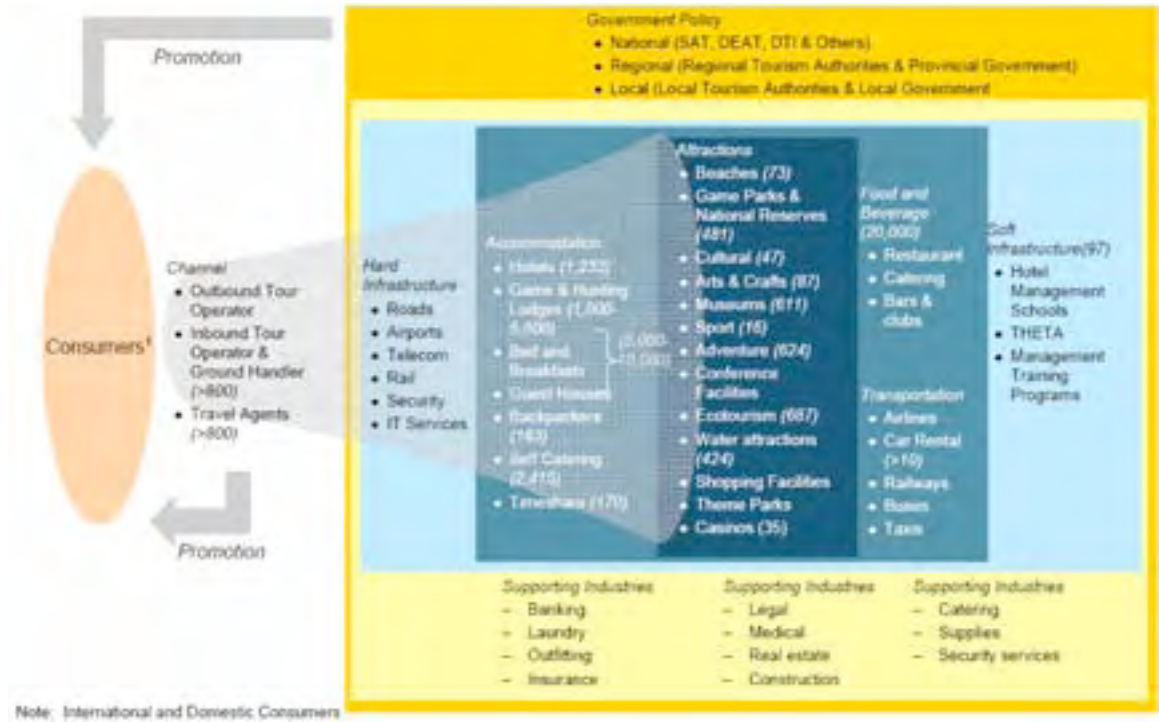 Government Policy
• National (SAT, DEAT, DTI & Others)
• Regional (Regional Tourism Authorities & Provincial Government)
• Local (Local Tourism Authorities & Local Government
Promotion
Consumers¹
Channel
• Outbound Tour
Operator
• Inbound Tour
Operator &
Ground Handler
(>800)
• Travel Agents
(>800)
Promotion
Hard
Infrastructure
• Roads
• Airports
• Telecom
• Rail
• Security
• IT Services
Accommodation
• Hotels (1,232)
• Game & Hunting
Lodges (1,000-
• Bed and
Breakfasts
• Guest Houses
• Backpackers
(163)
• Self Catering
(2,415)
• Timeshare (170)
Attractions
• Beaches (73)
• Game Parks &
National Reserves
(481)
• Cultural (47)
• Arts & Crafts (87)
• Museums (611)
• Sport (16)
• Adventure (624)
• Conference
Facilities
• Ecotourism (687)
• Water attractions
(424)
• Shopping Facilities
• Theme Parks
• Casinos (35)
Food and
Beverage
(20,000)
• Restaurant
• Catering
• Bars &
clubs
Transportation
• Airlines
• Car Rental
(>10)
• Railways
• Buses
• Taxis
Soft
Infrastructure(97)
• Hotel
Management
Schools
• THETA
• Management
Training
Programs
Supporting Industries
– Banking
– Laundry
– Outfitting
– Insurance
Supporting Industries
– Legal
– Medical
– Real estate
– Construction
Supporting Industries
– Catering
– Supplies
– Security services
Note: International and Domestic Consumers